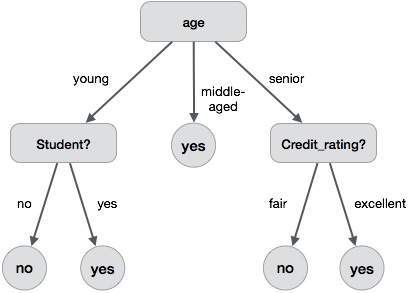 age
young
middle-
aged
senior
Student?
yes
Credit_rating?
no
yes
fair
excellent
no
yes
no
yes